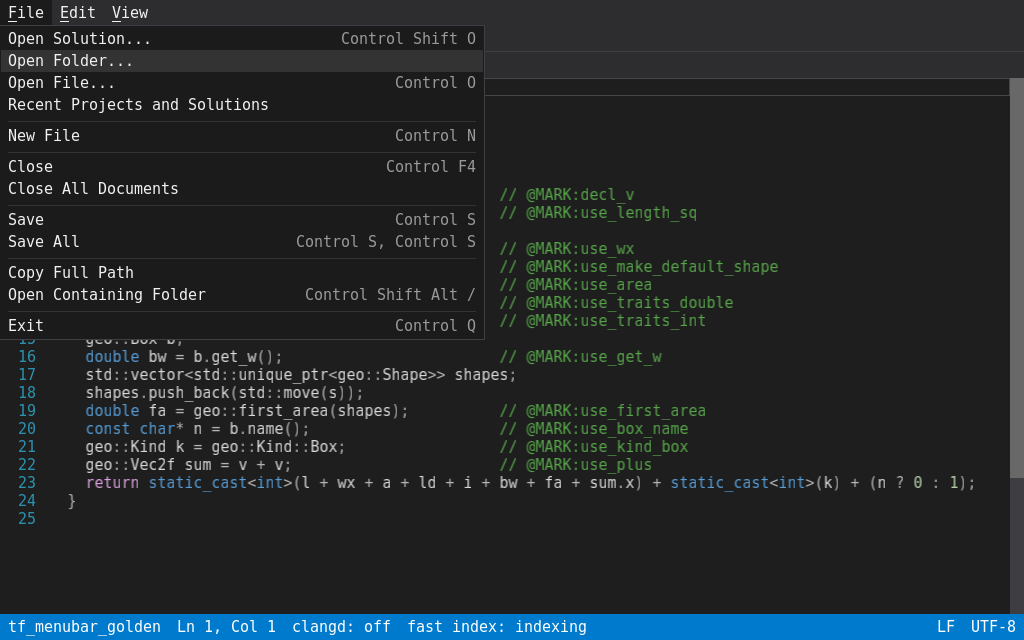 File Edit View
Open Solution... Control Shift O
Open Folder...
Open File... Control O
Recent Projects and Solutions
New File Control N
Close Control F4
Close All Documents
// @MARK:decl_v
// @MARK:use_length_sq
Save Control S
Save All Control S, Control S
// @MARK:use_wx
// @MARK:use_make_default_shape
Copy Full Path
// @MARK:use_area
Open Containing Folder Control Shift Alt /
// @MARK:use_traits_double
// @MARK:use_traits_int
Exit Control Q
15 geo::Box b;
16 double bw = b.get_w(); // @MARK:use_get_w
17 std::vector<std::unique_ptr<geo::Shape>> shapes;
18 shapes.push_back(std::move(s));
19 double fa = geo::first_area(shapes); // @MARK:use_first_area
20 const char* n = b.name(); // @MARK:use_box_name
21 geo::Kind k = geo::Kind::Box; // @MARK:use_kind_box
22 geo::Vec2f sum = v + v; // @MARK:use_plus
23 return static_cast<int>(l + wx + a + ld + i + bw + fa + sum.x) + static_cast<int>(k) + (n ? 0 : 1);
24 }
25
tf_menubar_golden Ln 1, Col 1 clangd: off fast index: indexing LF UTF-8